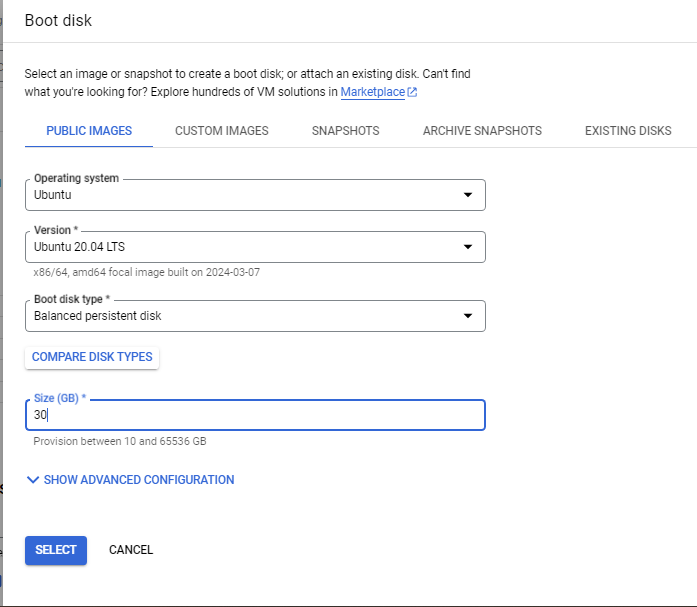 Boot disk
Select an image or snapshot to create a boot disk; or attach an existing disk. Can't find
what you're looking for? Explore hundreds of VM solutions in Marketplace
PUBLIC IMAGES CUSTOM IMAGES SNAPSHOTS ARCHIVE SNAPSHOTS EXISTING DISKS
Operating system
Ubuntu
Version *
Ubuntu 20.04 LTS
x86/64, amd64 focal image built on 2024-03-07
Boot disk type *
Balanced persistent disk
COMPARE DISK TYPES
Size (GB) *
30
Provision between 10 and 65536 GB
SHOW ADVANCED CONFIGURATION
SELECT CANCEL